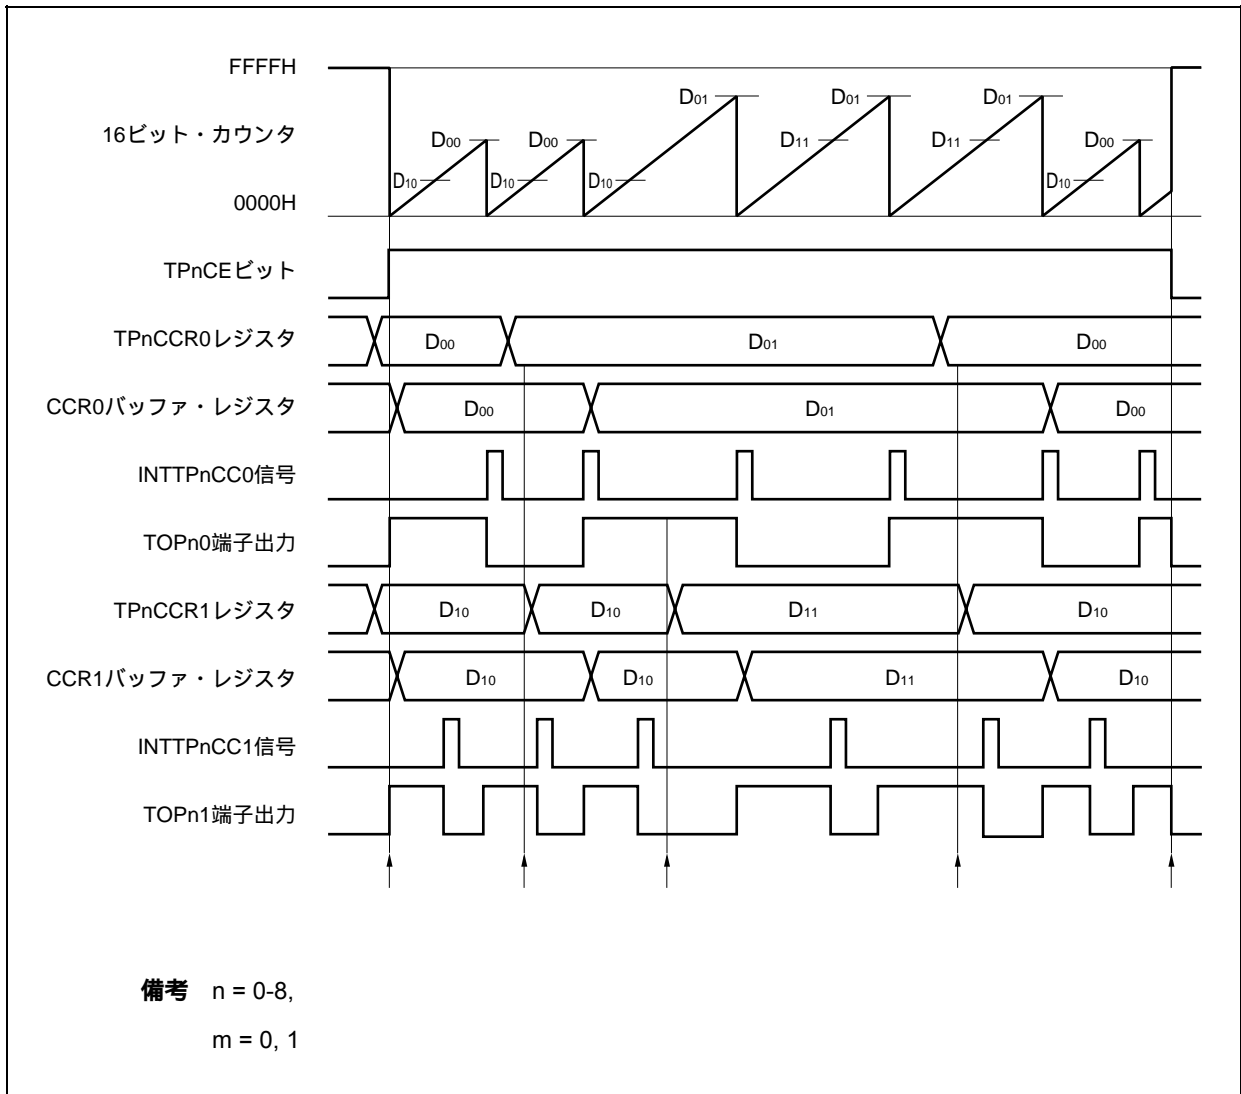 FFFFH
D01 D01 D01
16ビット・カウンタ
D00 D00 D11 D11 D00
D10 D10 D10 D10
0000H
TPnCEビット
TPnCCR0レジスタ D00 D01 D00
CCR0バッファ・レジスタ D00 D01 D00
INTTPnCC0信号
TOPn0端子出力
TPnCCR1レジスタ D10 D10 D11 D10
CCR1バッファ・レジスタ D10 D10 D11 D10
INTTPnCC1信号
TOPn1端子出力
備考 n = 0-8,
m = 0, 1